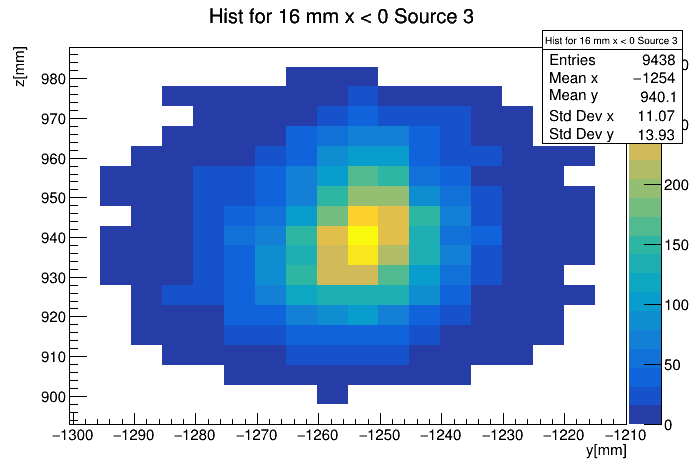 Hist for 16 mm x < 0 Source 3
z[mm]
Hist for 16 mm x < 0 Source 3
Entries 9438
Mean x −1254
Mean y 940.1
Std Dev x 11.07
Std Dev y 13.93
980
970
960
950
940
930
920
910
900
0
0
200
150
100
50
0
−1300 −1290 −1280 −1270 −1260 −1250 −1240 −1230 −1220 −1210
y[mm]